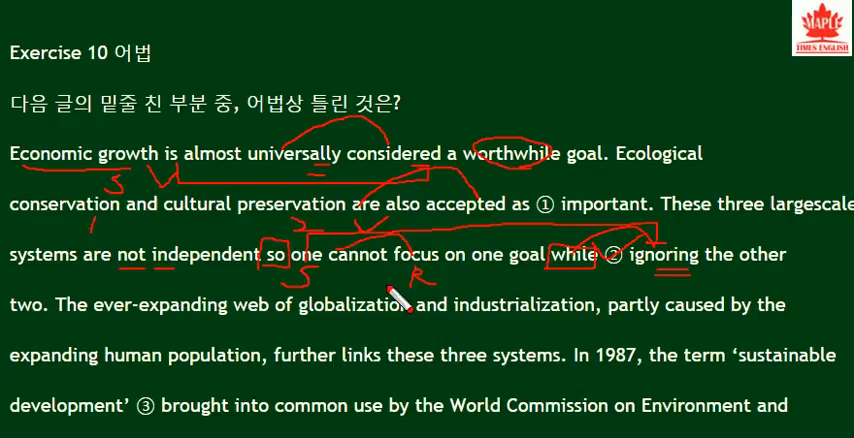 MAPLE
TIMES ENGLISH
Exercise 10 어법
다음 글의 밑줄 친 부분 중, 어법상 틀린 것은?
Economic growth is almost universally considered a worthwhile goal. Ecological
S
conservation and cultural preservation are also accepted as ① important. These three largescale
1
2
systems are not independent so one cannot focus on one goal while ② ignoring the other
S
two. The ever-expanding web of globalization and industrialization, partly caused by the
expanding human population, further links these three systems. In 1987, the term ‘sustainable
development’ ③ brought into common use by the World Commission on Environment and